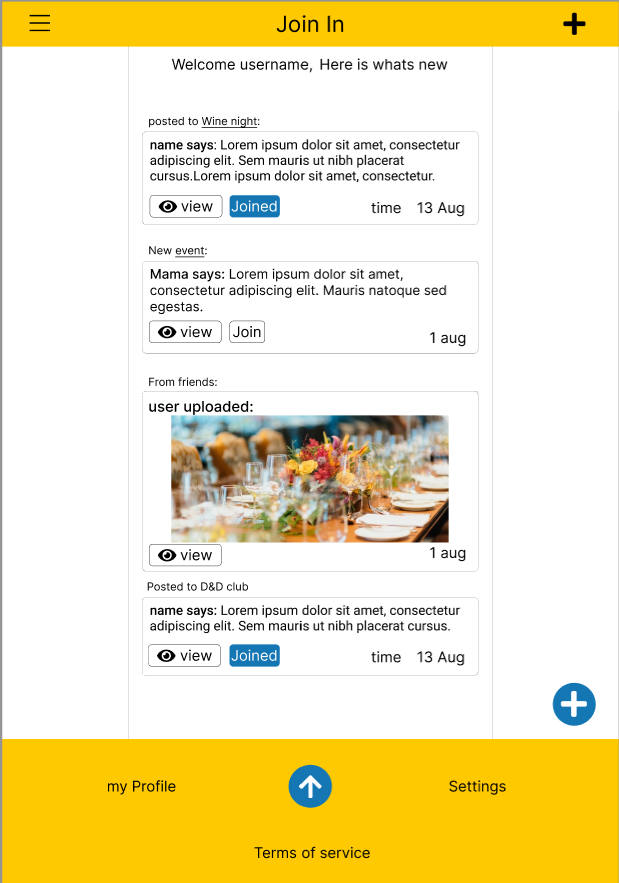 Join In
Welcome username, Here is whats new
posted to Wine night:
name says: Lorem ipsum dolor sit amet, consectetur
adipiscing elit. Sem mauris ut nibh placerat
cursus.Lorem ipsum dolor sit amet, consectetur.
view Joined time 13 Aug
New event:
Mama says: Lorem ipsum dolor sit amet,
consectetur adipiscing elit. Mauris natoque sed
egestas.
view Join 1 aug
From friends:
user uploaded:
view 1 aug
Posted to D&D club
name says: Lorem ipsum dolor sit amet, consectetur
adipiscing elit. Sem mauris ut nibh placerat cursus.
view Joined time 13 Aug
my Profile Settings
Terms of service